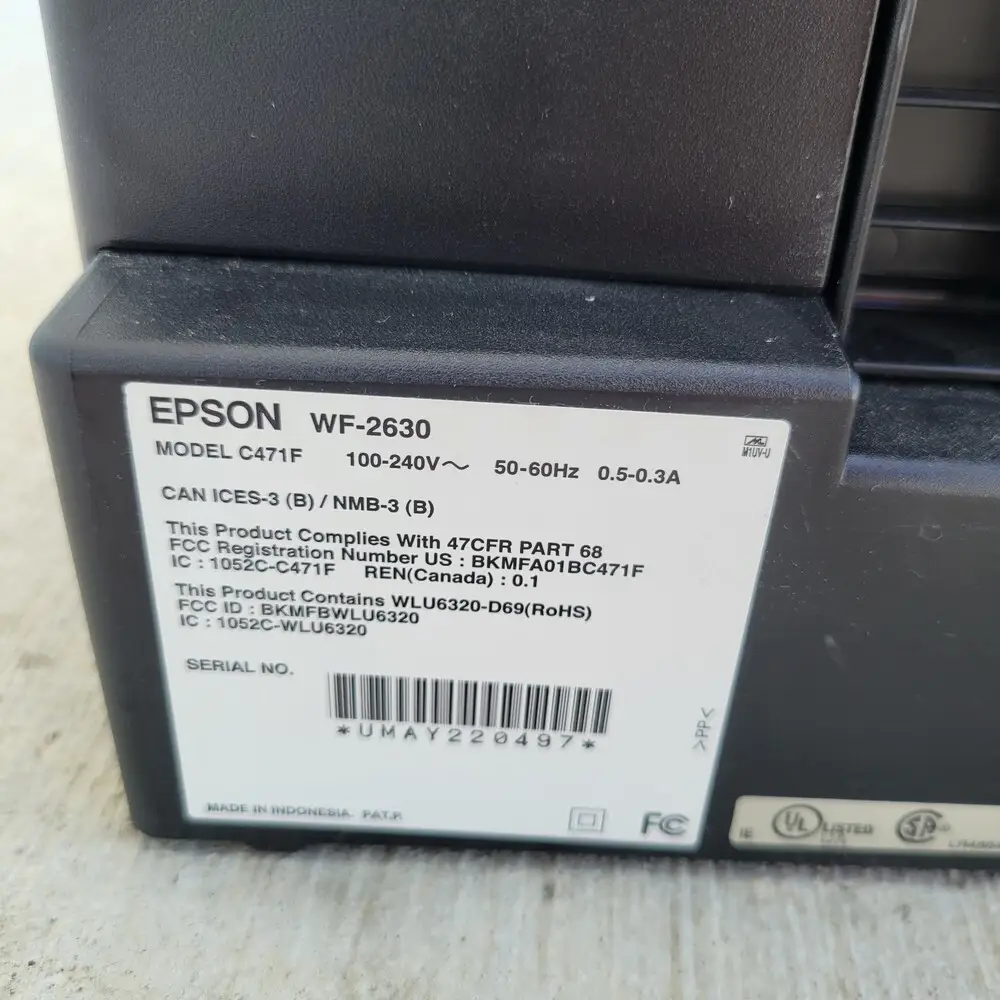 EPSON WF-2630
MODEL C471F 100-240V～ 50-60Hz 0.5-0.3A
M1UV-U
CAN ICES-3 (B) / NMB-3 (B)
This Product Complies With 47CFR PART 68
FCC Registration Number US : BKMFA01BC471F
IC : 1052C-C471F REN(Canada) : 0.1
This Product Contains WLU6320-D69(RoHS)
FCC ID : BKMFBWLU6320
IC : 1052C-WLU6320
SERIAL NO.
*UMAY220497*
>PP<
MADE IN INDONESIA PAT.P.
FC
UL LISTED